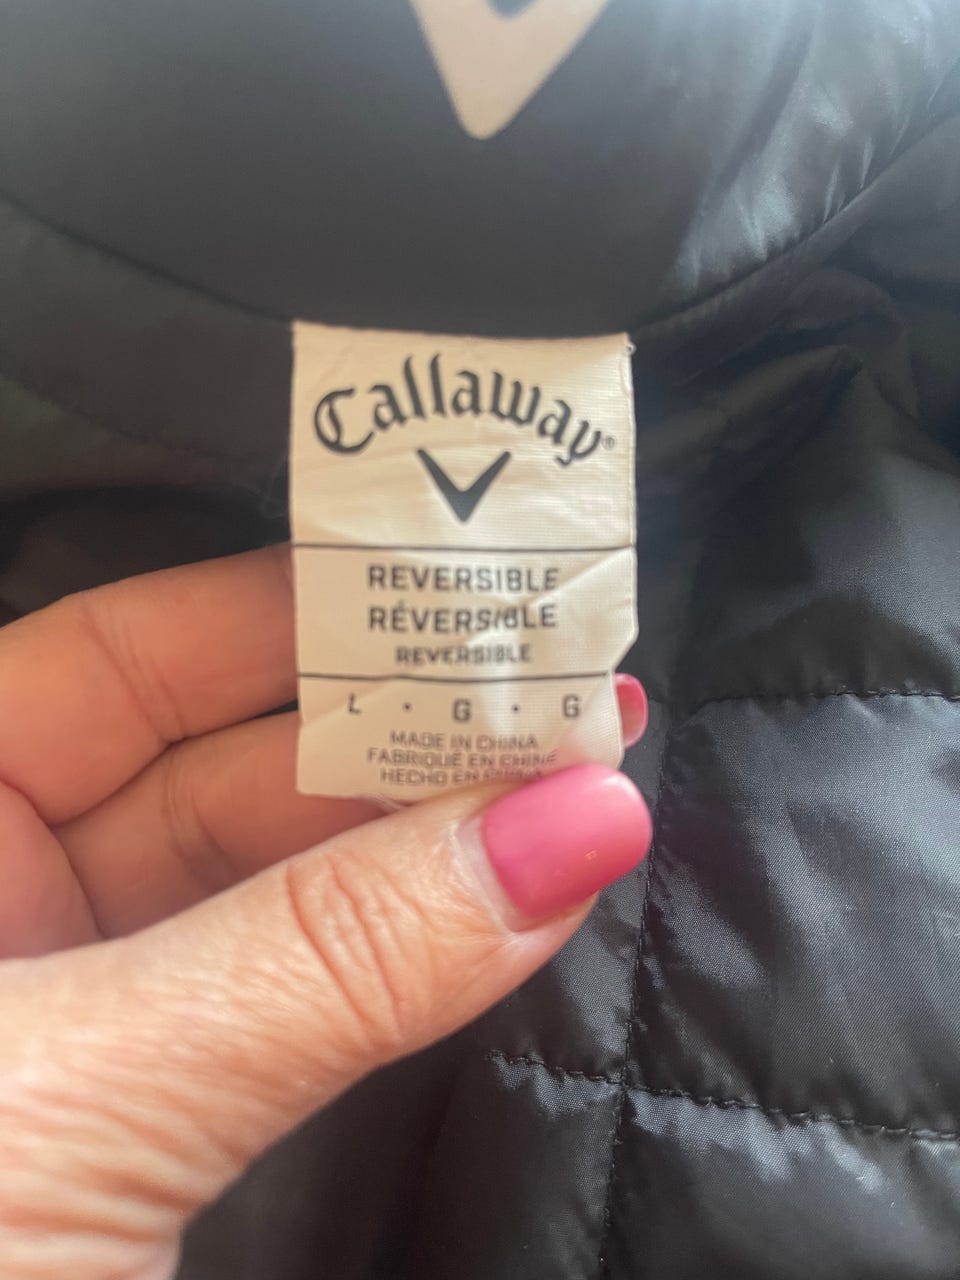 Callaway®
REVERSIBLE
RÉVERSIBLE
REVERSIBLE
L · G · G
MADE IN CHINA
FABRIQUÉ EN CHINE
HECHO EN CHINA